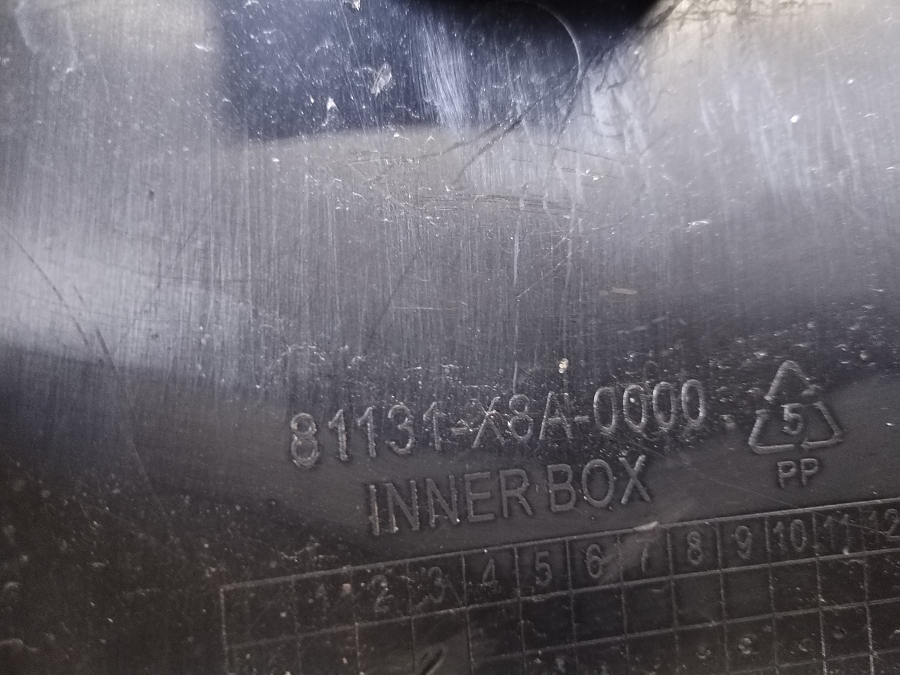 81131-X8A-0000
5
INNER BOX
PP
1 2 3 4 5 6 7 8 9 10 11 12